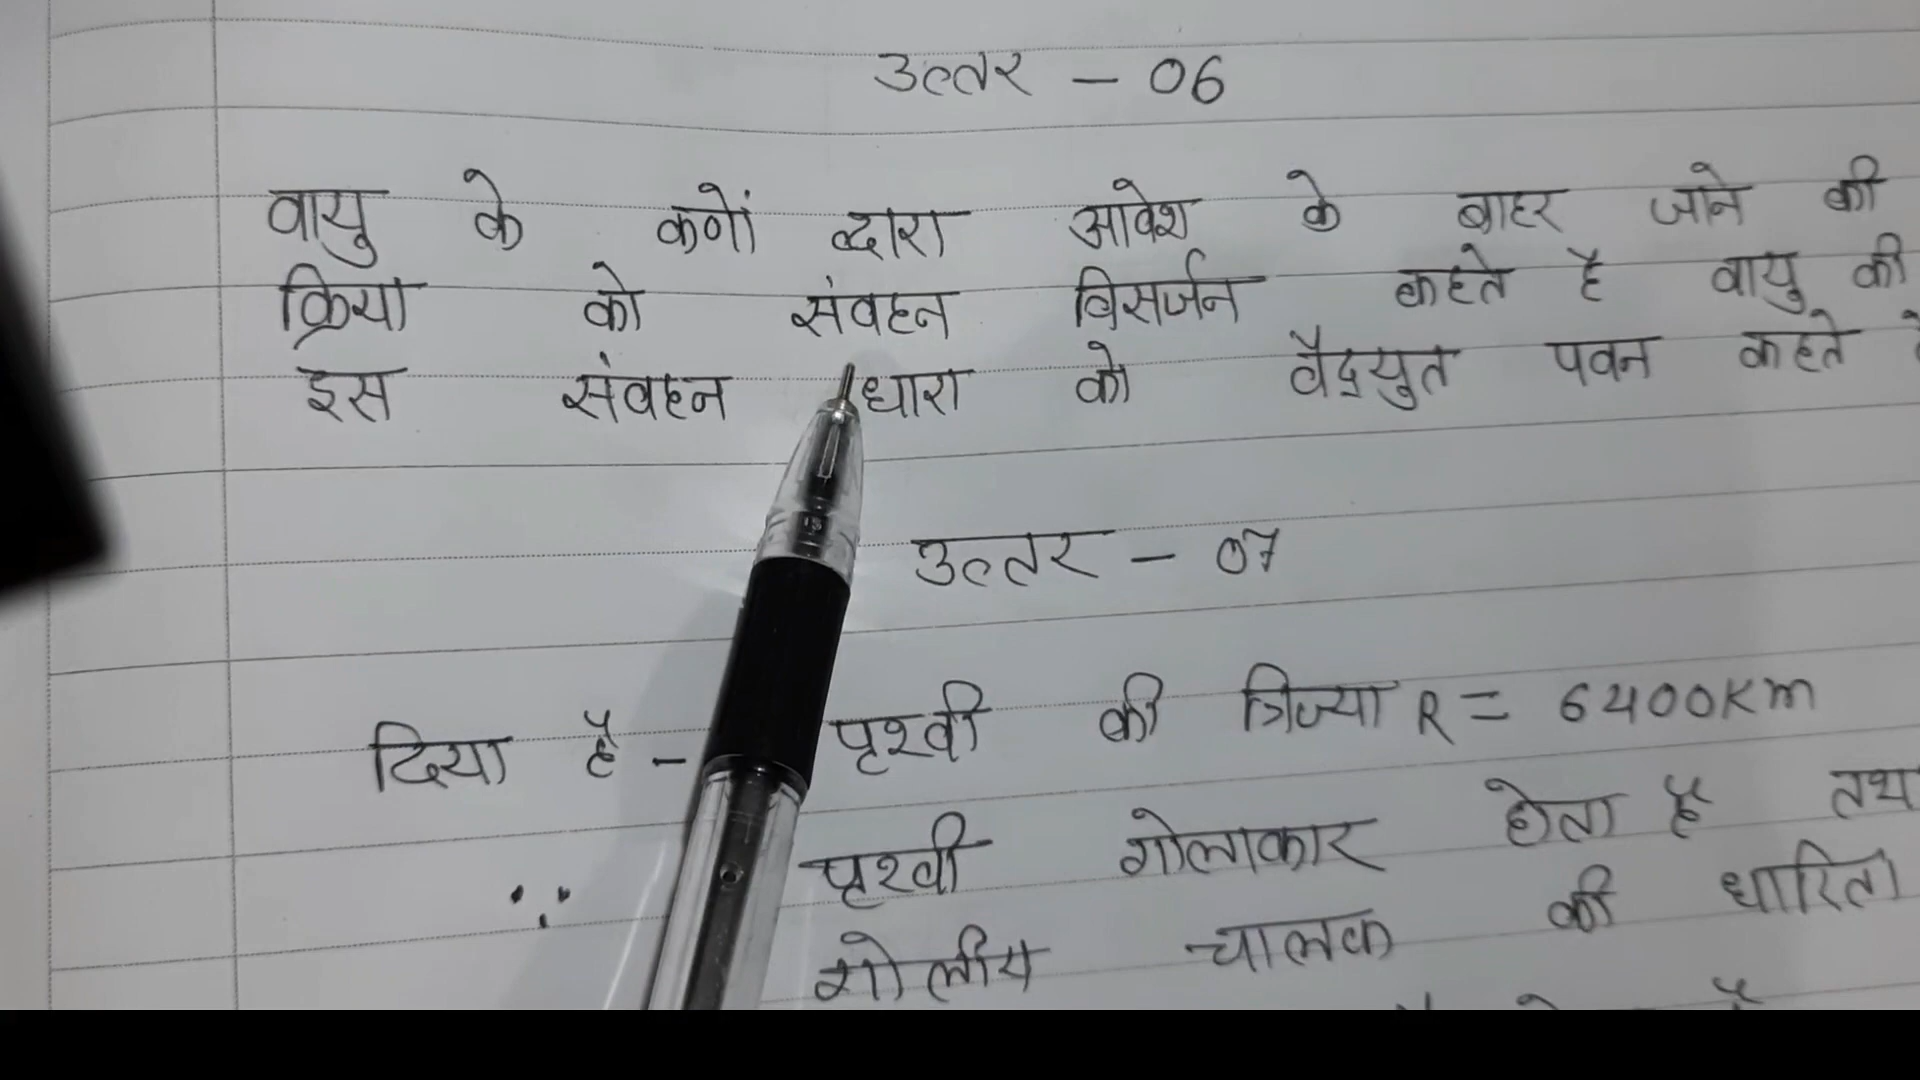 उत्तर - 06
वायु के कणों द्वारा आवेश के बाहर जाने की
क्रिया को संवहन विसर्जन कहते है वायु की
इस संवहन धारा को वैद्युत पवन कहते
उत्तर - 07
दिया है - पृथ्वी की त्रिज्या R = 6400Km
∵ पृथ्वी गोलाकार होता है
गोलीय चालक की धारिता